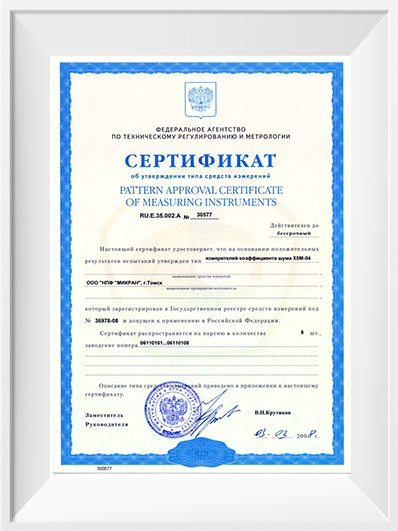 ФЕДЕРАЛЬНОЕ АГЕНТСТВО
ПО ТЕХНИЧЕСКОМУ РЕГУЛИРОВАНИЮ И МЕТРОЛОГИИ
СЕРТИФИКАТ
об утверждении типа средств измерений
PATTERN APPROVAL CERTIFICATE
OF MEASURING INSTRUMENTS
RU.E.35.002.A № 30577
Действителен до
бессрочный
Настоящий сертификат удостоверяет, что на основании положительных
результатов испытаний утвержден тип измерителей коэффициента шума Х5М-04
наименование средства измерений
ООО "НПФ "МИКРАН", г.Томск
наименование предприятия-изготовителя
который зарегистрирован в Государственном реестре средств измерений под
№ 36978-08 и допущен к применению в Российской Федерации.
Сертификат распространяется на партию в количестве 8 шт.,
заводские номера. 06110101...06110108
Описание типа средства измерений приведено в приложении к настоящему
сертификату.
Заместитель
Руководителя
В.Н.Крутиков
03. 03 2008г.
300577